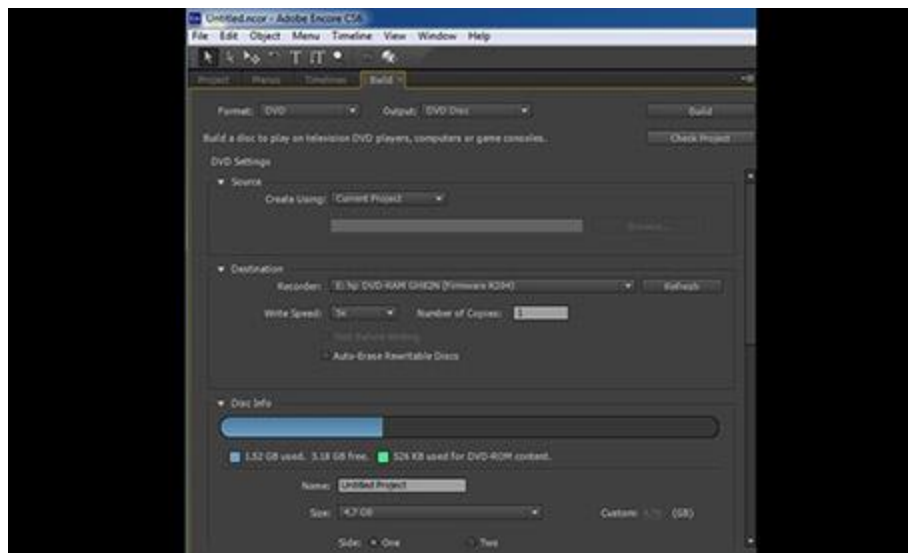 Untitled.ncor - Adobe Encore CS6
File Edit Object Menu Timeline View Window Help
Project Menus Timelines Build
Format: DVD Output: DVD Disc Build
Build a disc to play on television DVD players, computers or game consoles. Check Project
DVD Settings
Source
Create Using: Current Project
Browse...
Destination
Recorder: E: hp DVD-RAM GH82N (Firmware
Refresh
Write Speed: Number of Copies: 1
Test Before Writing
Auto-Erase Rewritable Discs
Disc Info
1.52 GB used. 3.18 GB free. 526 KB used for DVD-ROM content.
Name: Untitled Project
Size: 4.7 GB Custom: (GB)
Side: One Two